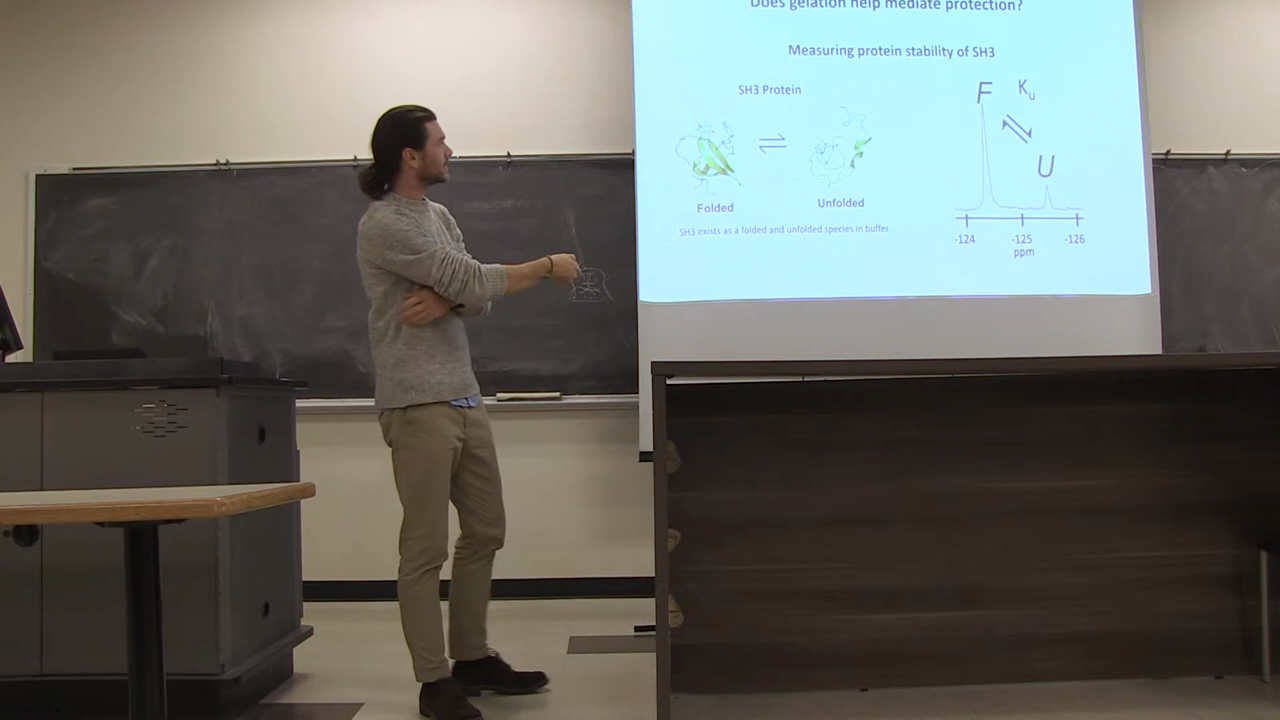 Does gelation help mediate protection?
Measuring protein stability of SH3
SH3 Protein
Folded
Unfolded
SH3 exists as a folded and unfolded species in buffer
F
Ku
U
-124
-125
-126
ppm